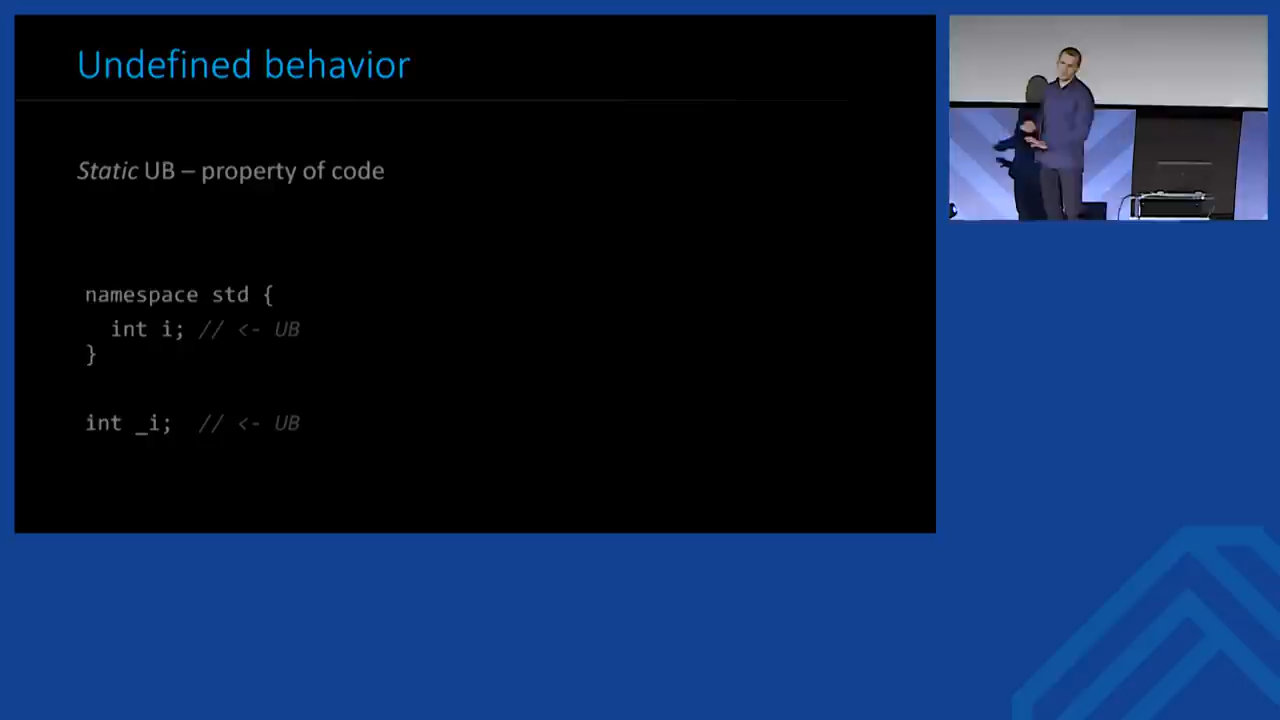 Undefined behavior
Static UB – property of code
namespace std {
int i; // <- UB
}
int _i; // <- UB